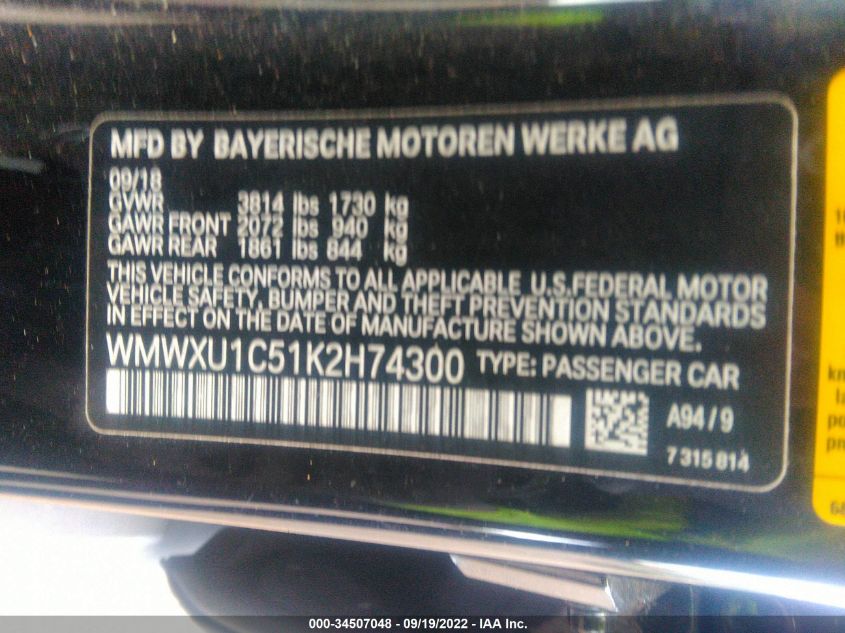 MFD BY BAYERISCHE MOTOREN WERKE AG
09/18
GVWR 3814 lbs 1730 kg
GAWR FRONT 2072 lbs 940 kg
GAWR REAR 1861 lbs 844 kg
THIS VEHICLE CONFORMS TO ALL APPLICABLE U.S.FEDERAL MOTOR
VEHICLE SAFETY, BUMPER AND THEFT PREVENTION STANDARDS
IN EFFECT ON THE DATE OF MANUFACTURE SHOWN ABOVE.
WMWXU1C51K2H74300 TYPE: PASSENGER CAR
A94/9
7 315 814
000-34507048 - 09/19/2022 - IAA Inc.